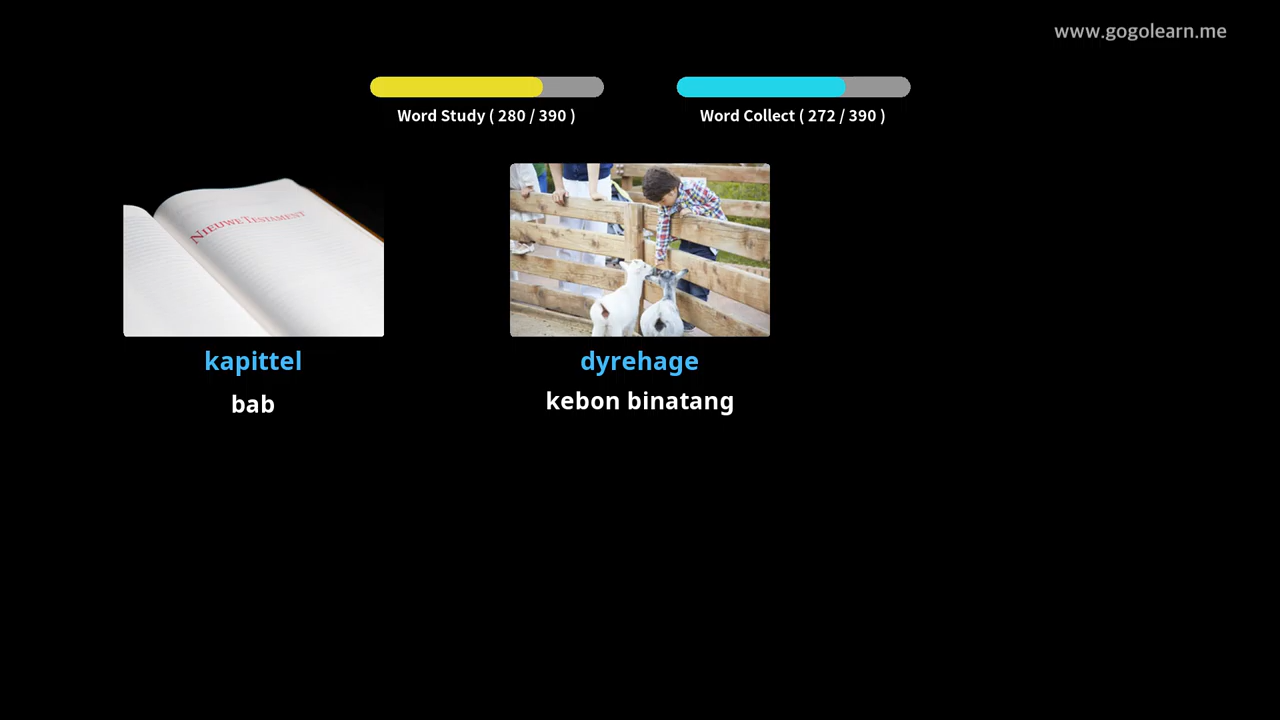 www.gogolearn.me
Word Study ( 280 / 390 )
Word Collect ( 272 / 390 )
NIEUWE TESTAMENT
kapittel
dyrehage
bab
kebon binatang